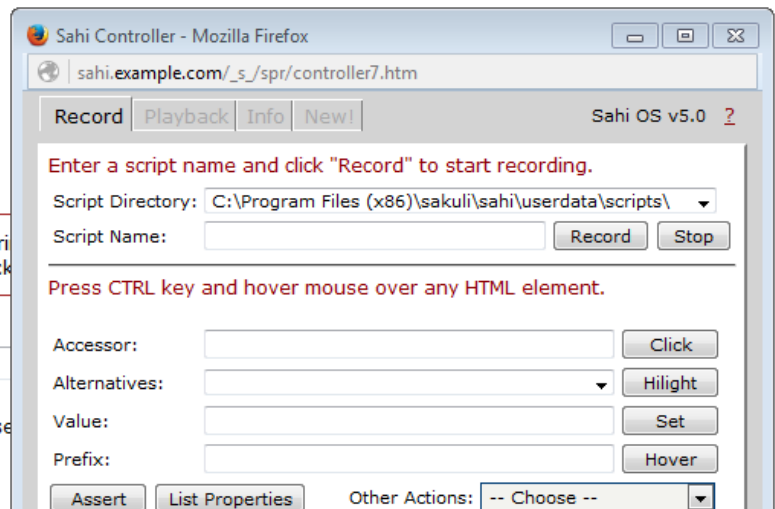 Sahi Controller - Mozilla Firefox
sahi.example.com/_s_/spr/controller7.htm
Record Playback Info New! Sahi OS v5.0 ?
Enter a script name and click "Record" to start recording.
Script Directory: C:\Program Files (x86)\sakuli\sahi\userdata\scripts\
Script Name: Record Stop
Press CTRL key and hover mouse over any HTML element.
Accessor: Click
Alternatives: Hilight
Value: Set
Prefix: Hover
Assert List Properties Other Actions: -- Choose --